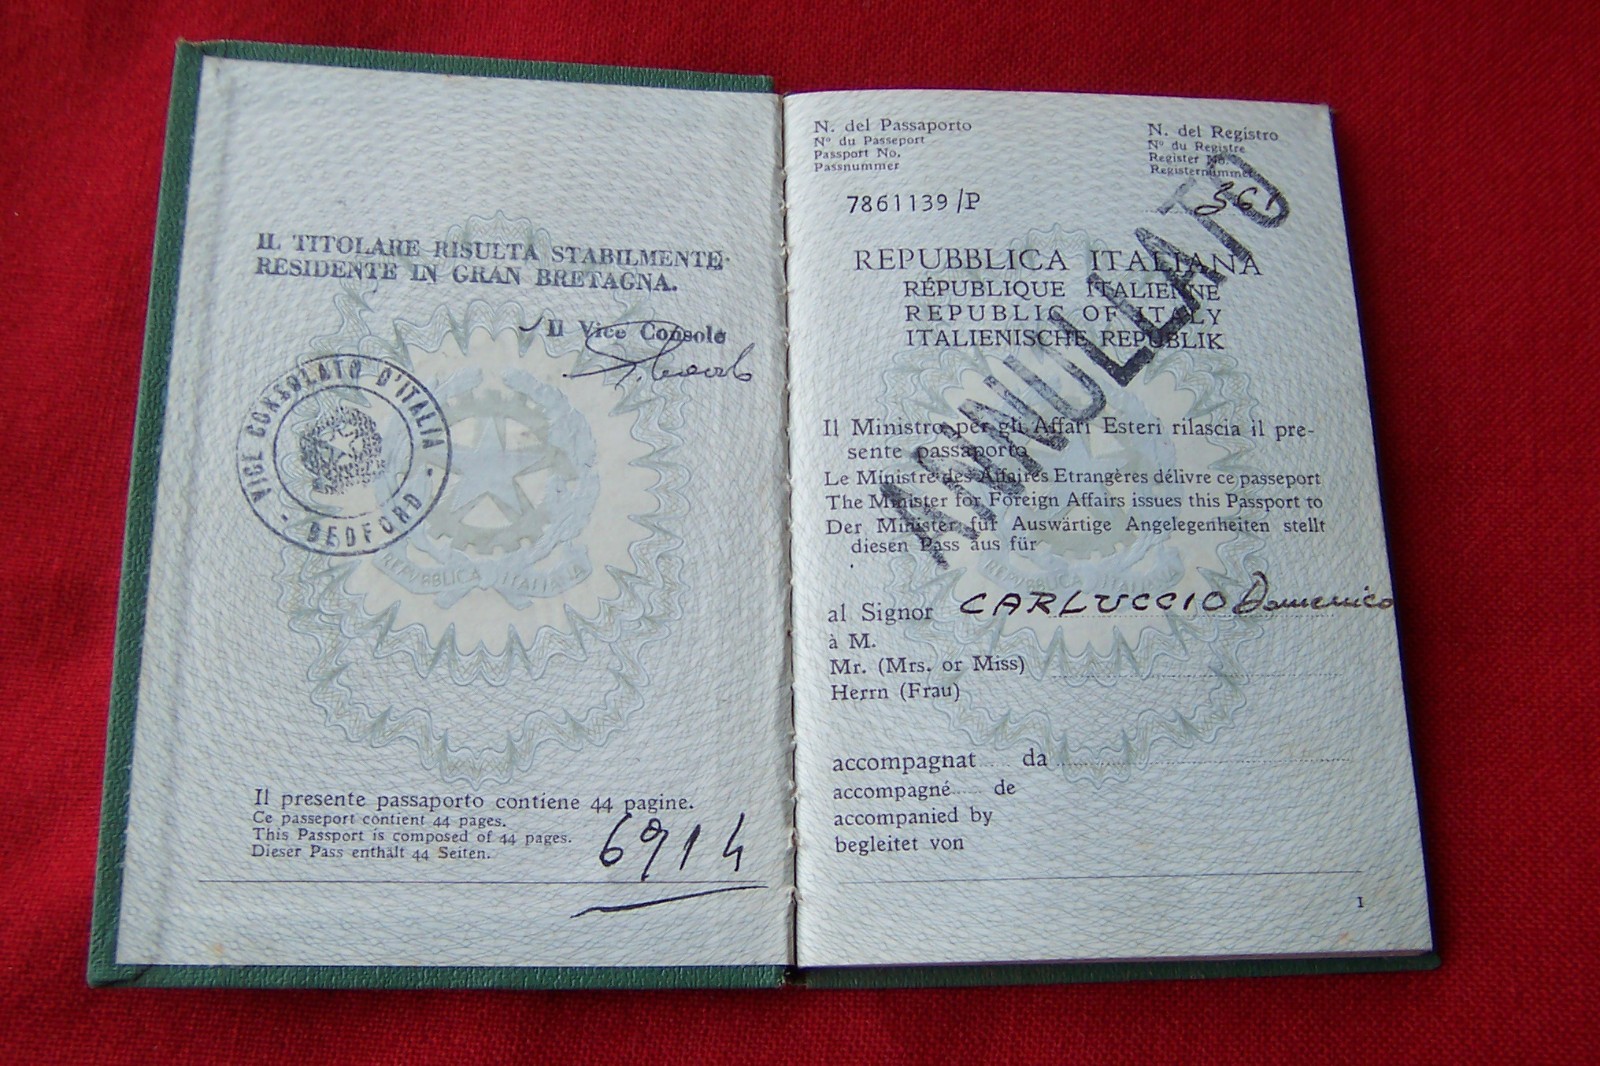 IL TITOLARE RISULTA STABILMENTE
RESIDENTE IN GRAN BRETAGNA.
Il Vice Console
VICE CONSOLATO D'ITALIA - BEDFORD -
REPVBBLICA ITALIANA
Il presente passaporto contiene 44 pagine.
Ce passeport contient 44 pages.
This Passport is composed of 44 pages.
Dieser Pass enthält 44 Seiten.
6914
N. del Passaporto
Nº du Passeport
Passport No.
Passnummer
7861139/P
N. del Registro
Nº du Registre
Register No.
Registernummer
361
ANNULLATO
REPUBBLICA ITALIANA
RÉPUBLIQUE ITALIENNE
REPUBLIC OF ITALY
ITALIENISCHE REPUBLIK
Il Ministro per gli Affari Esteri rilascia il pre-
sente passaporto
Le Ministre des Affaires Etrangères délivre ce passeport
The Minister for Foreign Affairs issues this Passport to
Der Minister für Auswärtige Angelegenheiten stellt
diesen Pass aus für
REPVBBLICA ITALIANA
al Signor CARLUCCIO Domenico
à M.
Mr. (Mrs. or Miss)
Herrn (Frau)
accompagnat..... da
accompagné...... de
accompanied by
begleitet von
1